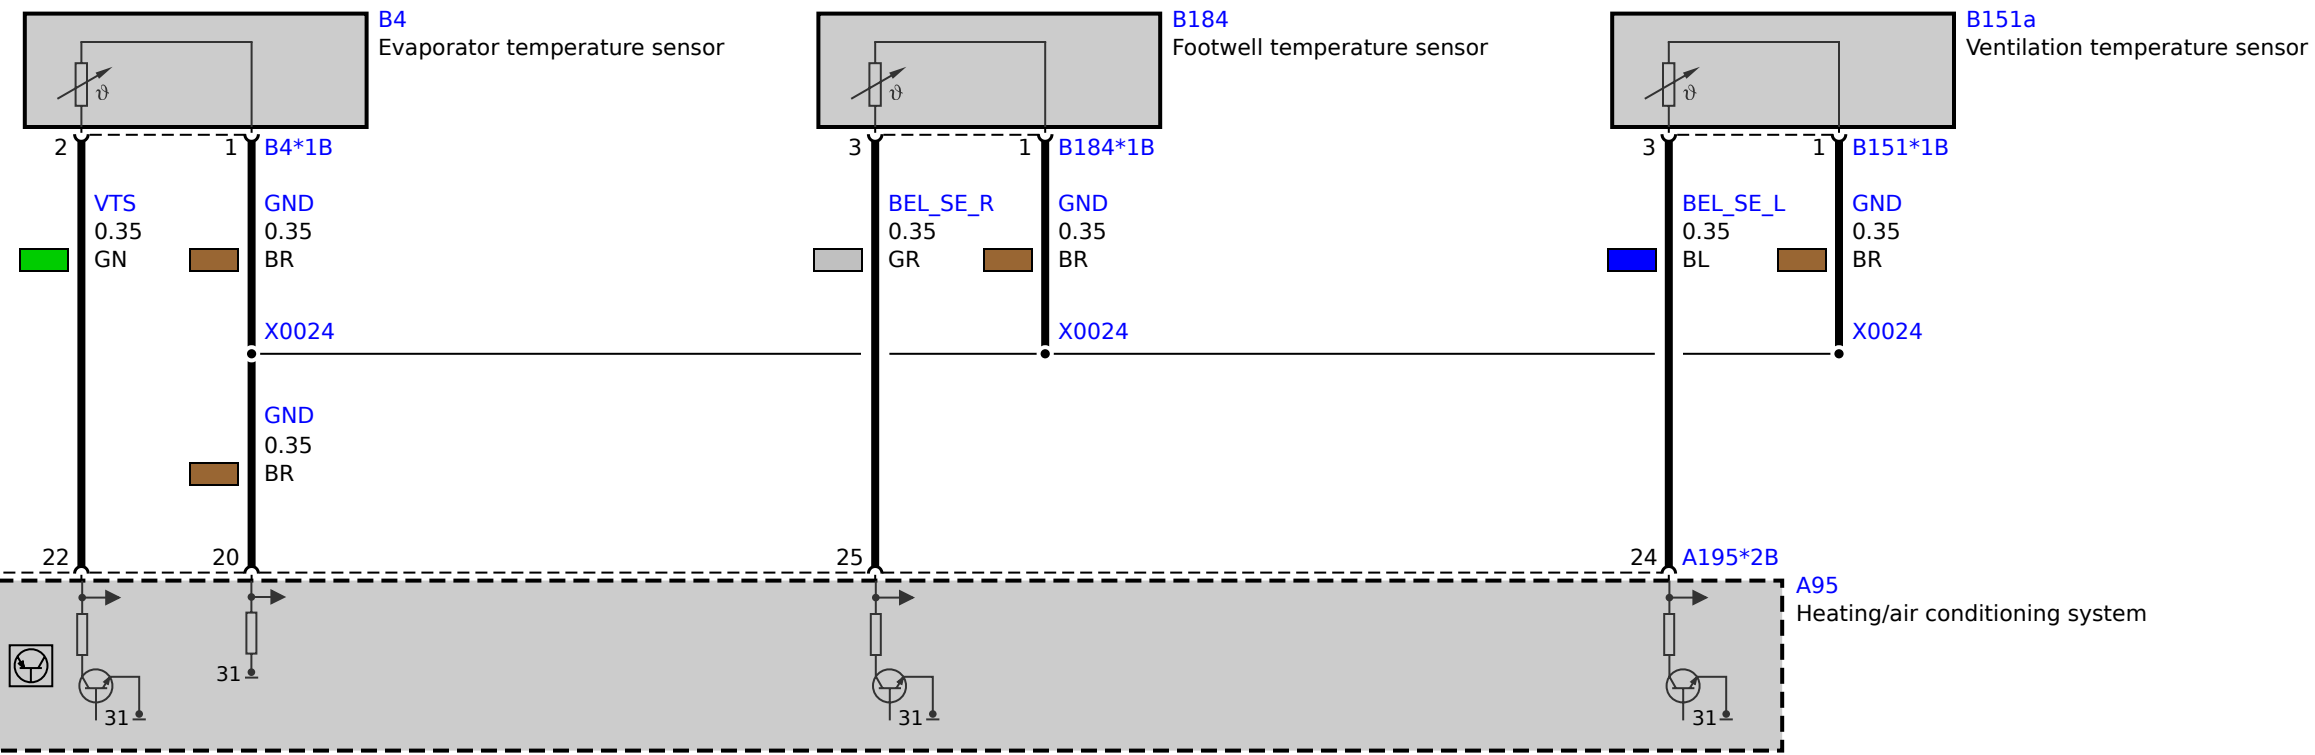 B4
Evaporator temperature sensor
B184
Footwell temperature sensor
B151a
Ventilation temperature sensor
ϑ
ϑ
ϑ
2
1
B4*1B
3
1
B184*1B
3
1
B151*1B
VTS
0.35
GN
GND
0.35
BR
BEL_SE_R
0.35
GR
GND
0.35
BR
BEL_SE_L
0.35
BL
GND
0.35
BR
X0024
X0024
X0024
GND
0.35
BR
22
20
25
24
A195*2B
A95
Heating/air conditioning system
31
31
31
31